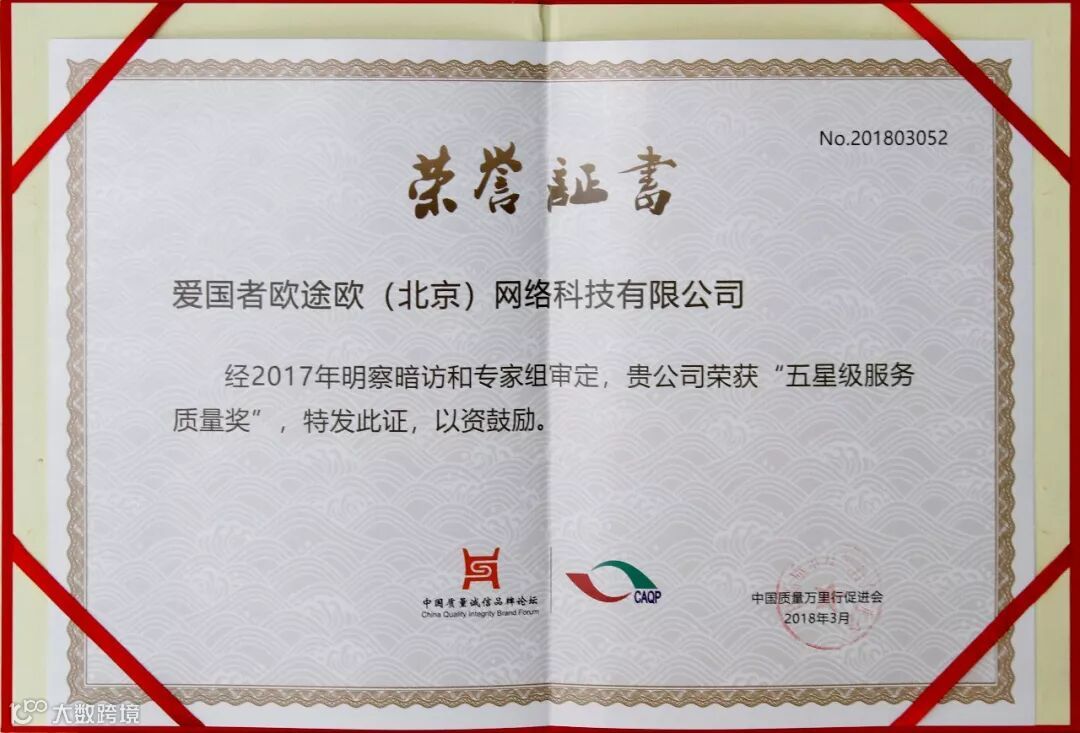 No.201803052
荣誉証書
爱国者欧途欧（北京）网络科技有限公司
经2017年明察暗访和专家组审定，贵公司荣获“五星级服务
质量奖”，特发此证，以资鼓励。
中国质量诚信品牌论坛
China Quality Integrity Brand Forum
CAQP
中国质量万里行促进会
2018年3月
大数跨境